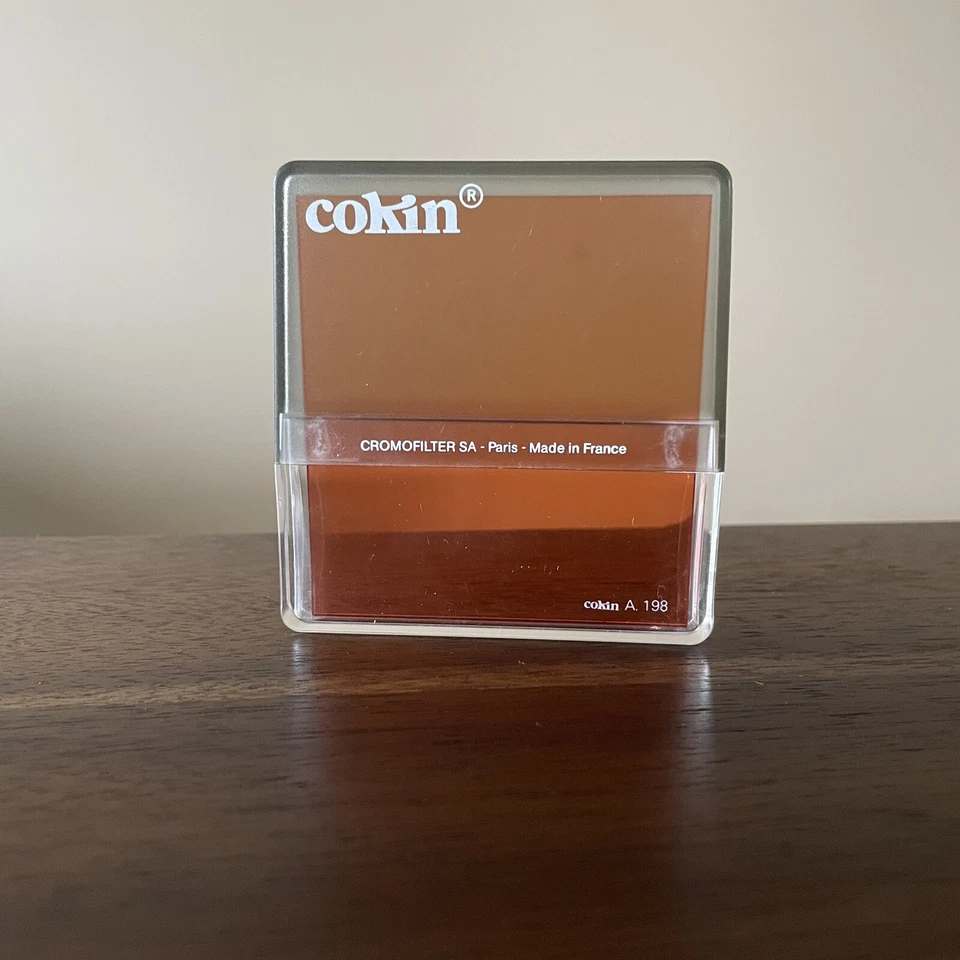 cokin®
CROMOFILTER SA - Paris - Made in France
cokin A. 198